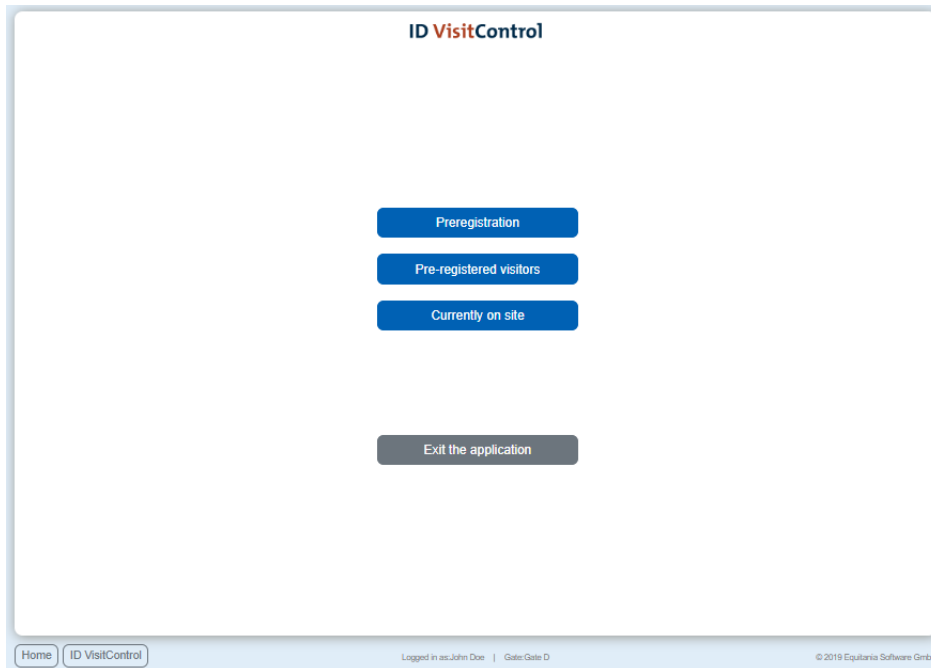 ID VisitControl
Preregistration
Pre-registered visitors
Currently on site
Exit the application
Home ID VisitControl Logged in as:John Doe | Gate:Gate D © 2019 Equitania Software Gmb